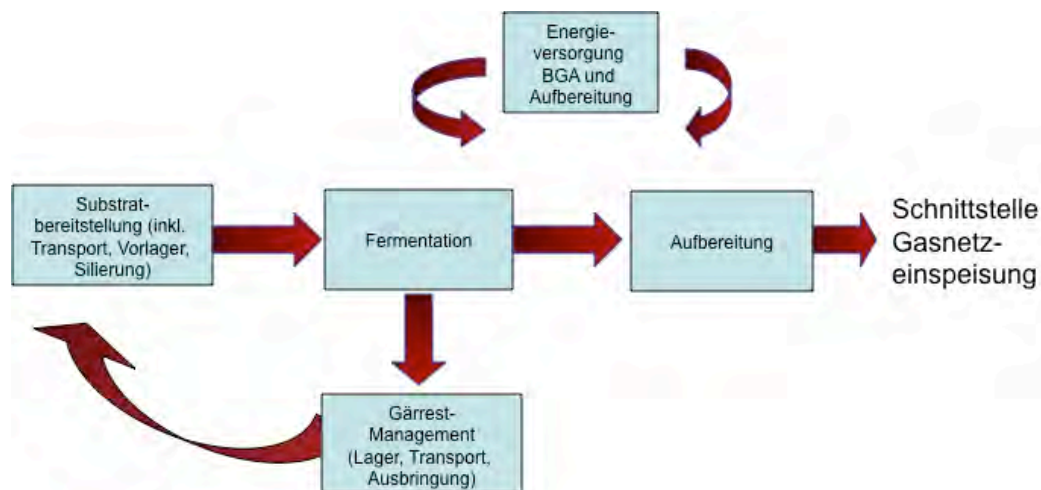 Energie-
versorgung
BGA und
Aufbereitung
Substrat-
bereitstellung (inkl.
Transport, Vorlager,
Silierung)
Fermentation
Aufbereitung
Schnittstelle
Gasnetz-
einspeisung
Gärrest-
Management
(Lager, Transport,
Ausbringung)